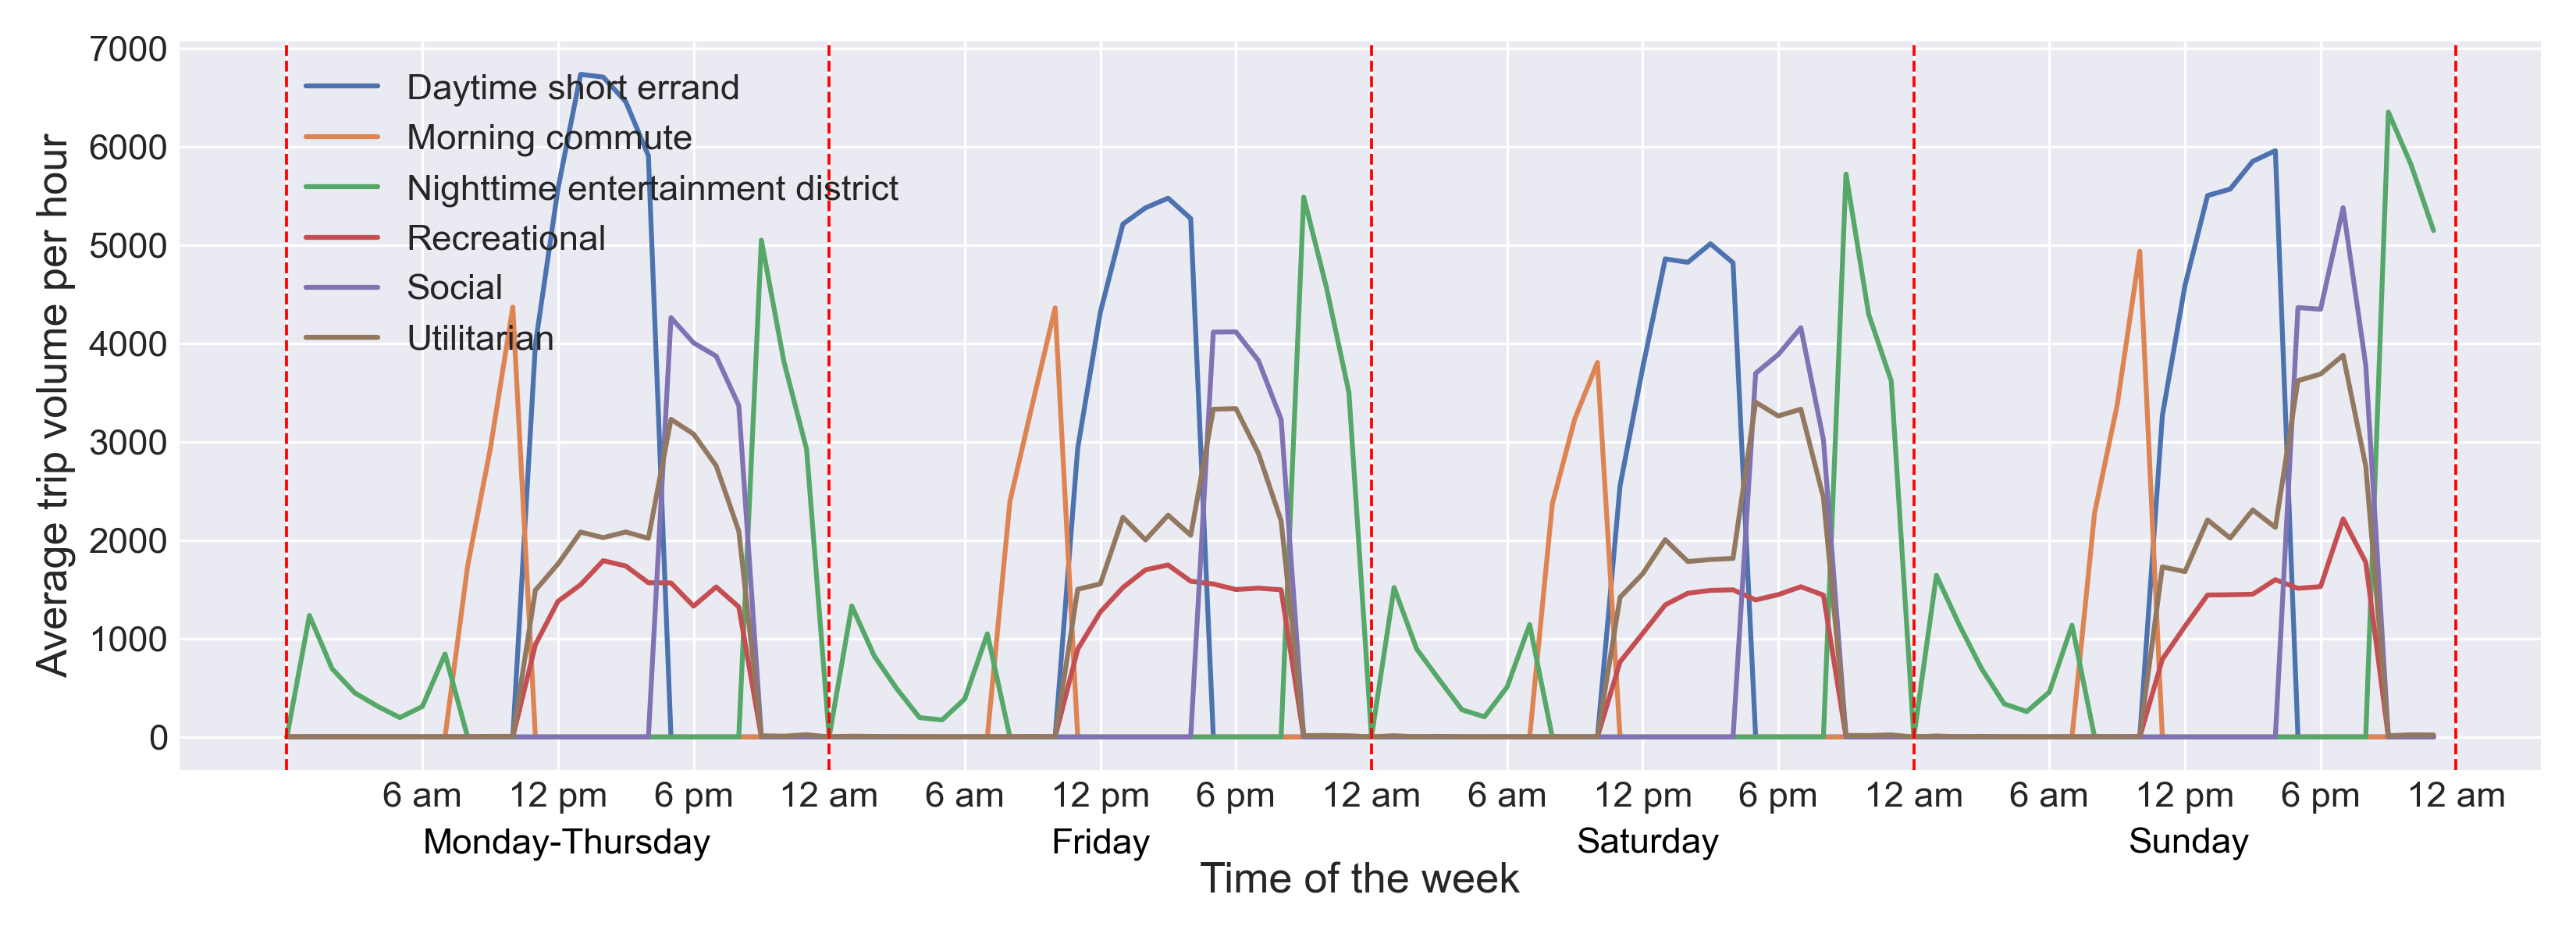 Average trip volume per hour
7000
6000
5000
4000
3000
2000
1000
0
Daytime short errand
Morning commute
Nighttime entertainment district
Recreational
Social
Utilitarian
6 am 12 pm 6 pm 12 am 6 am 12 pm 6 pm 12 am 6 am 12 pm 6 pm 12 am 6 am 12 pm 6 pm 12 am
Monday-Thursday Friday Saturday Sunday
Time of the week